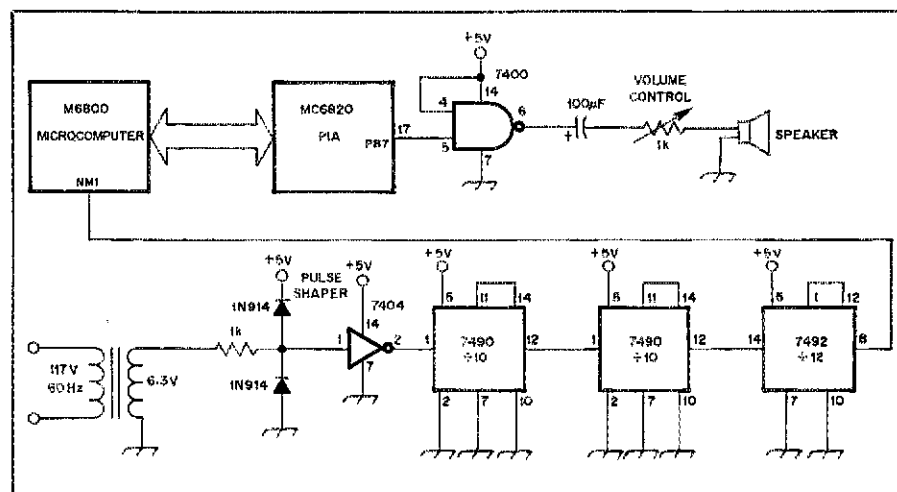 +5V
7400
M6800
MICROCOMPUTER
NM1
MC6820
PIA
PB7
17
4
5
14
6
7
100µF
+
VOLUME
CONTROL
1k
SPEAKER
117V
60Hz
6.3V
1k
1N914
1N914
+5V
PULSE
SHAPER
+5V
7404
14
1
2
7
+5V
5
11
14
1
7490
÷10
12
2
7
10
+5V
5
11
14
1
7490
÷10
12
2
7
10
+5V
5
1
12
14
7492
÷12
8
7
10